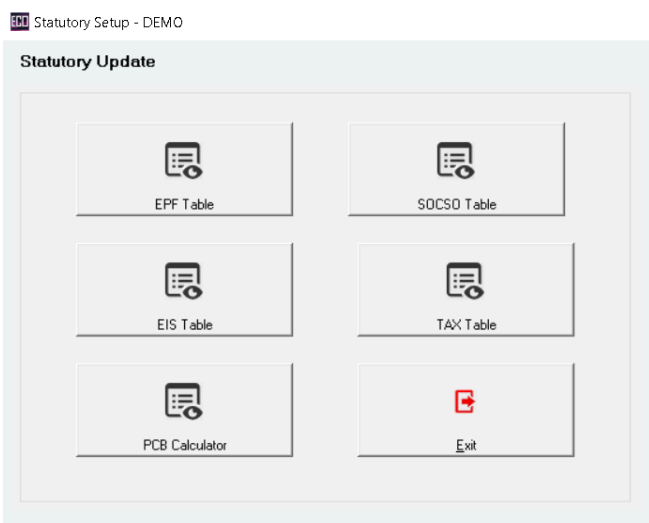 ECO Statutory Setup - DEMO
Statutory Update
EPF Table
SOCSO Table
EIS Table
TAX Table
PCB Calculator
Exit